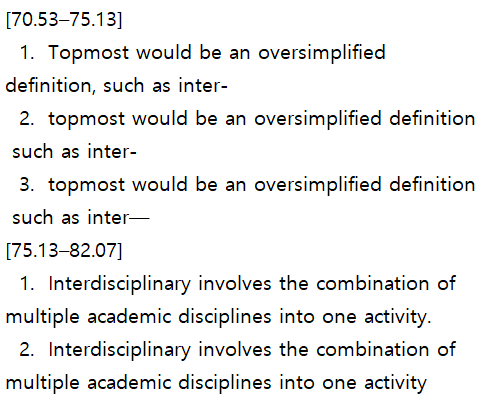 [70.53–75.13]
1. Topmost would be an oversimplified
definition, such as inter-
2. topmost would be an oversimplified definition
such as inter-
3. topmost would be an oversimplified definition
such as inter—
[75.13–82.07]
1. Interdisciplinary involves the combination of
multiple academic disciplines into one activity.
2. Interdisciplinary involves the combination of
multiple academic disciplines into one activity